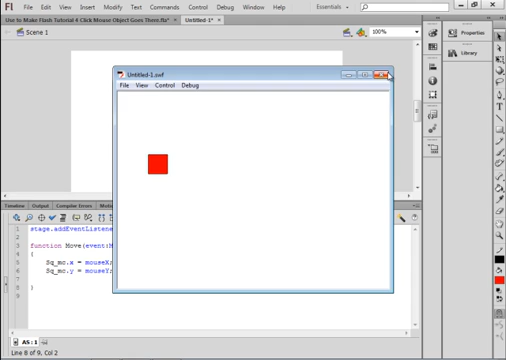 Fl File Edit View Insert Modify Text Commands Control Debug Window Help Essentials
Use to Make Flash Tutorial 4 Click Mouse Object Goes There.fla* × Untitled-1* ×
Scene 1 100%
Properties
Library
Untitled-1.swf
File View Control Debug
Timeline Output Compiler Errors
1 stage.addEventListene
2
3 function Move(event:M
4 {
5 Sq_mc.x = mouseX;
6 Sq_mc.y = mouseY;
7
8 }
9
AS:1
Line 8 of 9, Col 2